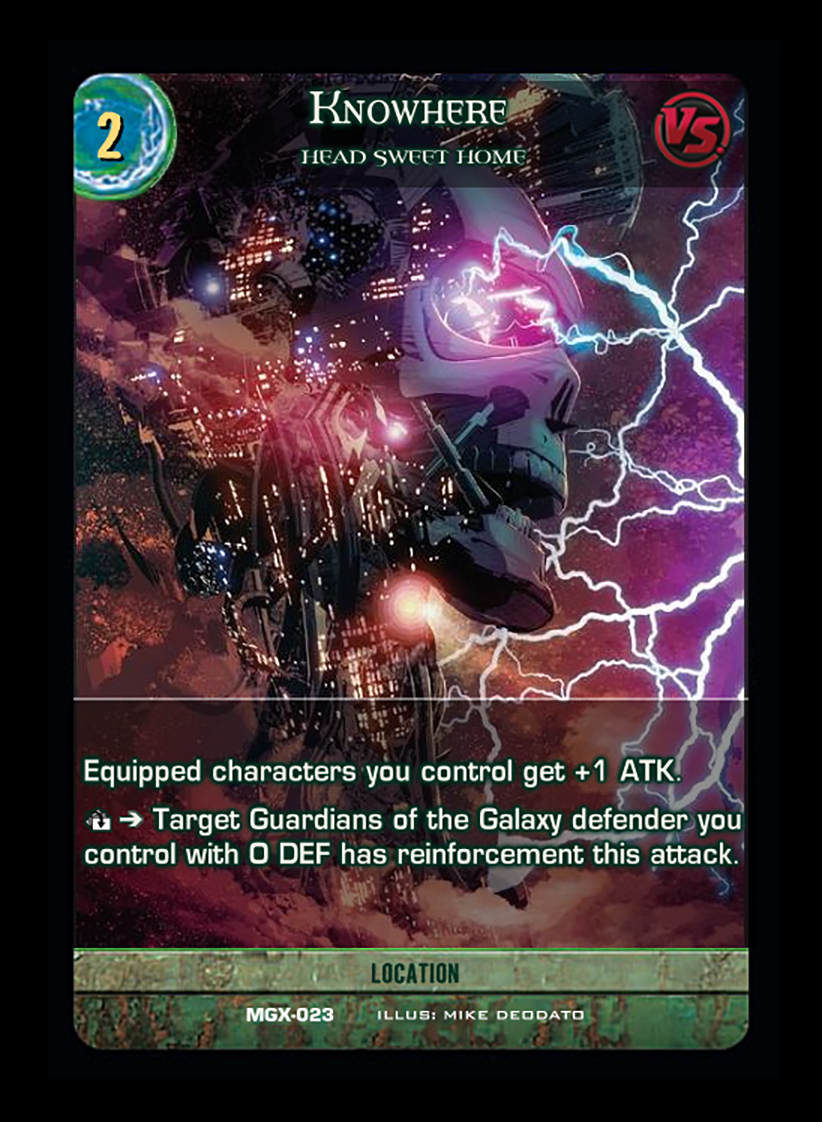 2
Knowhere
VS.
HEAD SWEET HOME
Equipped characters you control get +1 ATK.
➔ Target Guardians of the Galaxy defender you
control with 0 DEF has reinforcement this attack.
LOCATION
MGX-023 ILLUS: MIKE DEODATO